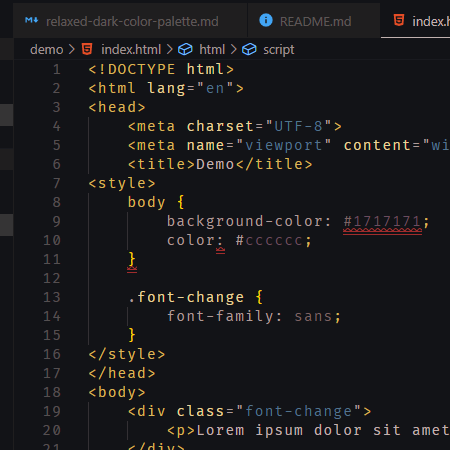 relaxed-dark-color-palette.md README.md index.h
demo > index.html > html > script
1 <!DOCTYPE html>
2 <html lang="en">
3 <head>
4 <meta charset="UTF-8">
5 <meta name="viewport" content="wi
6 <title>Demo</title>
7 <style>
8 body {
9 background-color: #1717171;
10 color: #cccccc;
11 }
12
13 .font-change {
14 font-family: sans;
15 }
16 </style>
17 </head>
18 <body>
19 <div class="font-change">
20 <p>Lorem ipsum dolor sit amet
21 </div>